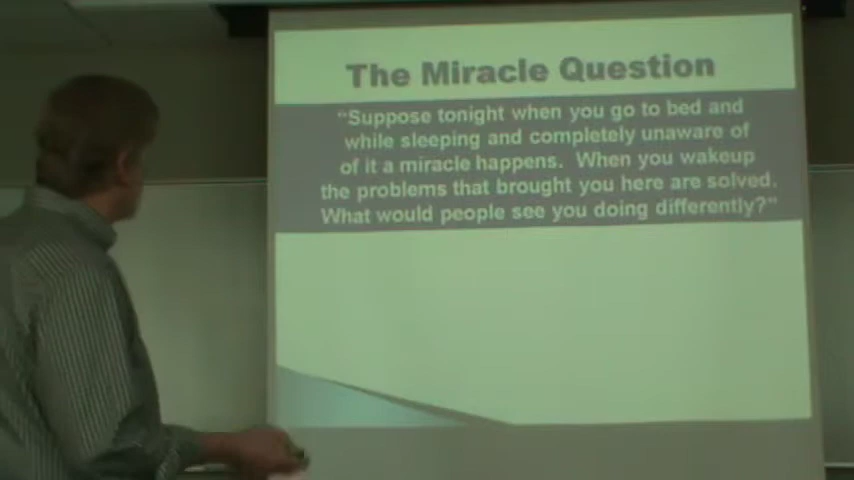 The Miracle Question
“Suppose tonight when you go to bed and
while sleeping and completely unaware of
of it a miracle happens.  When you wakeup
the problems that brought you here are solved.
What would people see you doing differently?”